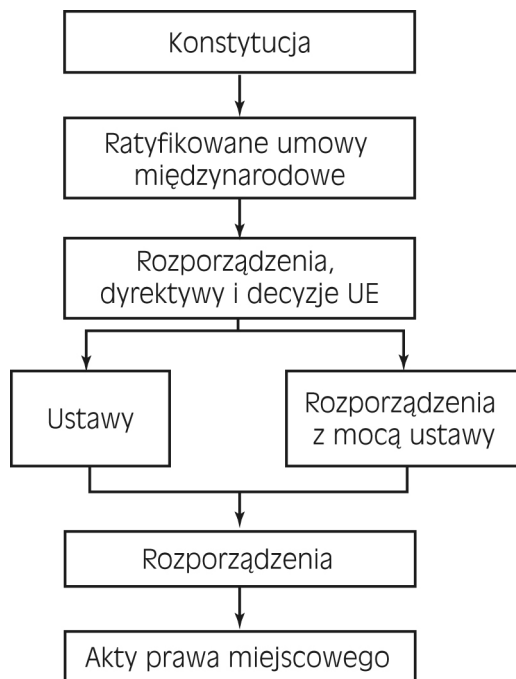 Konstytucja
Ratyfikowane umowy
międzynarodowe
Rozporządzenia,
dyrektywy i decyzje UE
Ustawy
Rozporządzenia
z mocą ustawy
Rozporządzenia
Akty prawa miejscowego